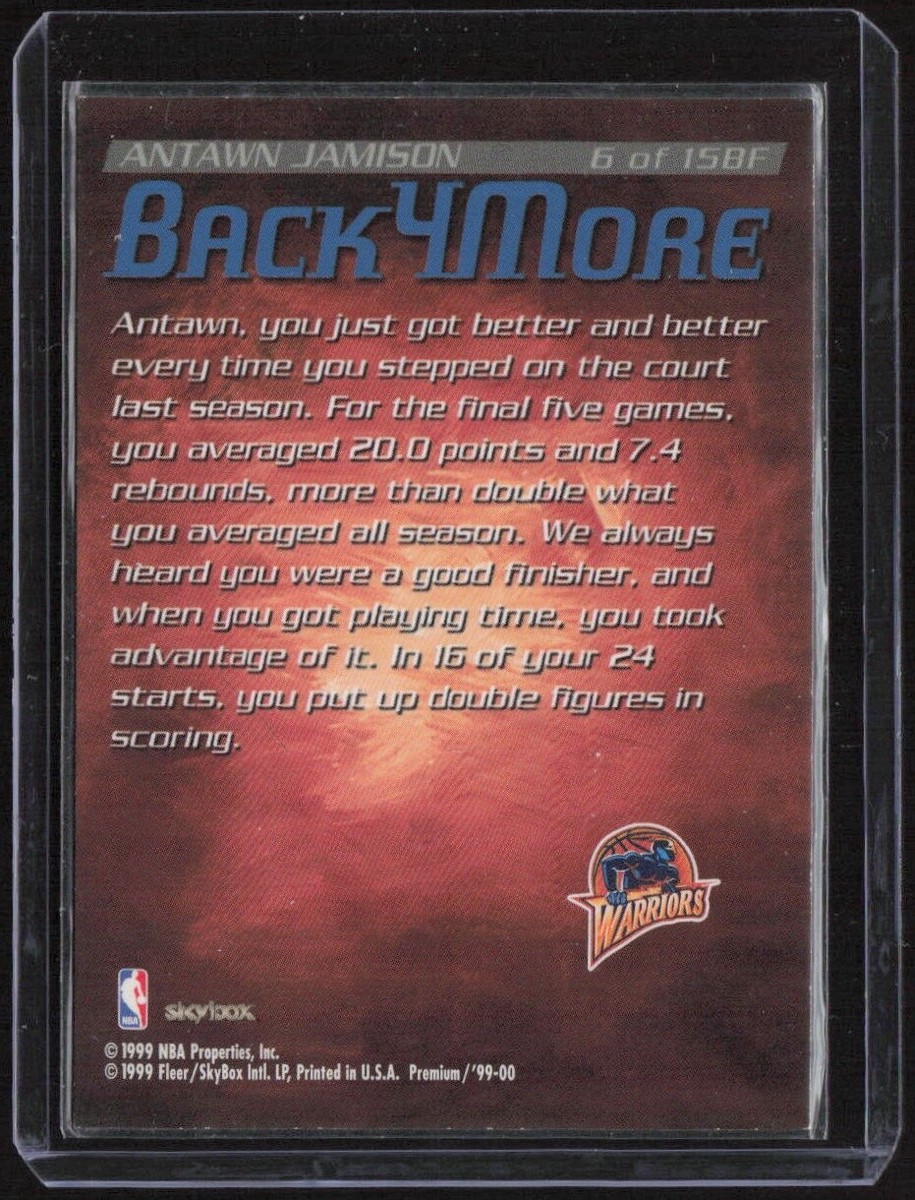 ANTAWN JAMISON 6 of 15BF
BACK4MORE
Antawn, you just got better and better
every time you stepped on the court
last season. For the final five games,
you averaged 20.0 points and 7.4
rebounds, more than double what
you averaged all season. We always
heard you were a good finisher, and
when you got playing time, you took
advantage of it. In 16 of your 24
starts, you put up double figures in
scoring.
WARRIORS
NBA
skybox
© 1999 NBA Properties, Inc.
© 1999 Fleer/SkyBox Intl. LP, Printed in U.S.A. Premium/'99-00